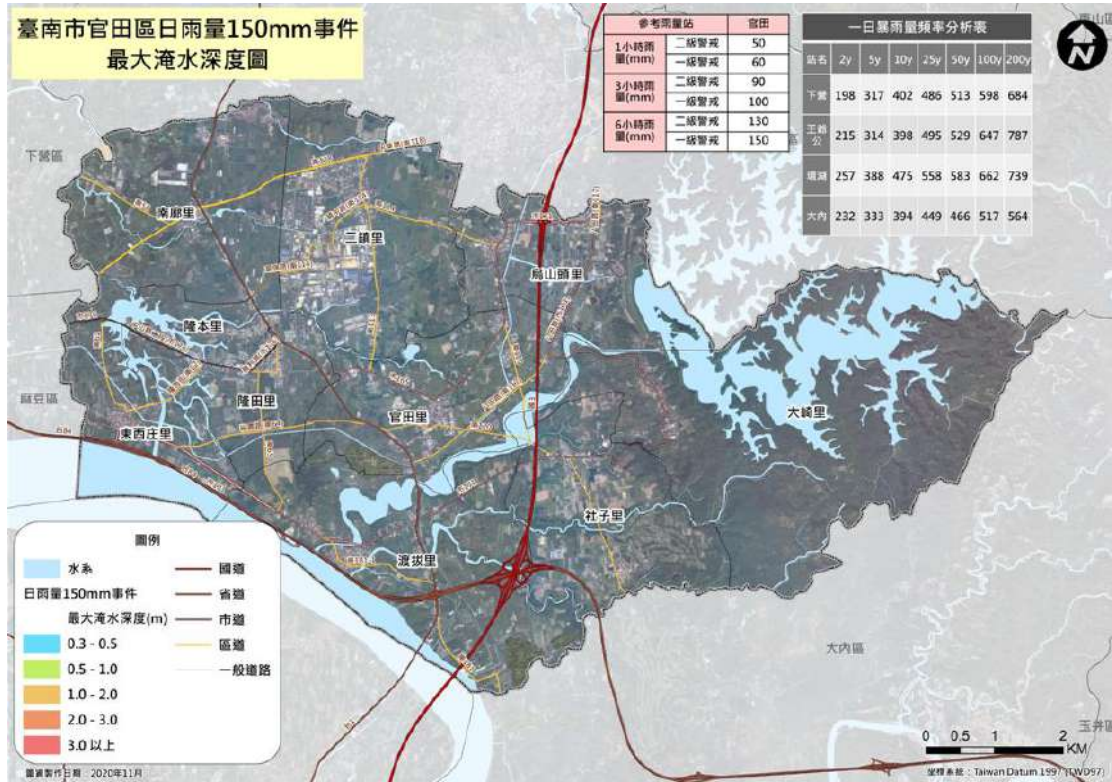 臺南市官田區日雨量150mm事件
最大淹水深度圖
參考雨量站 官田
1小時雨量(mm) 二級警戒 50
一級警戒 60
3小時雨量(mm) 二級警戒 90
一級警戒 100
6小時雨量(mm) 二級警戒 130
一級警戒 150
一日暴雨量頻率分析表
站名 2y 5y 10y 25y 50y 100y 200y
下營 198 317 402 486 513 598 684
王爺公 215 314 398 495 529 647 787
環湖 257 388 475 558 583 662 739
大內 232 333 394 449 466 517 564
N
下營區
南廍里
二鎮里
烏山頭里
隆本里
大崎里
麻豆區
隆田里
官田里
東西庄里
社子里
渡拔里
大內區
玉井區
圖例
水系
日雨量150mm事件
最大淹水深度(m)
0.3 - 0.5
0.5 - 1.0
1.0 - 2.0
2.0 - 3.0
3.0 以上
國道
省道
市道
區道
一般道路
0 0.5 1 2
KM
圖資製作日期：2020年11月
坐標系統：Taiwan Datum 1997 (TWD97)